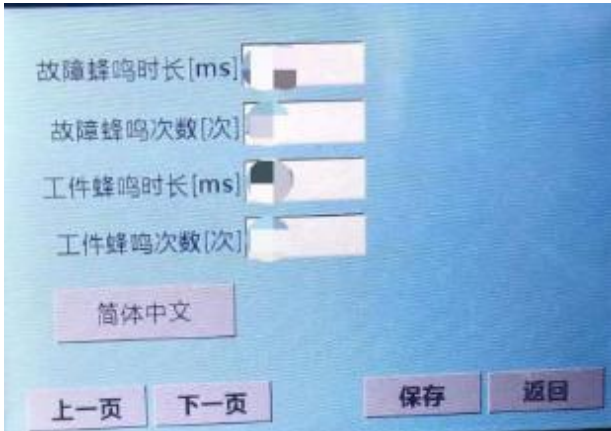 故障蜂鸣时长[ms]
故障蜂鸣次数[次]
工件蜂鸣时长[ms]
工件蜂鸣次数[次]
简体中文
上一页 下一页 保存 返回